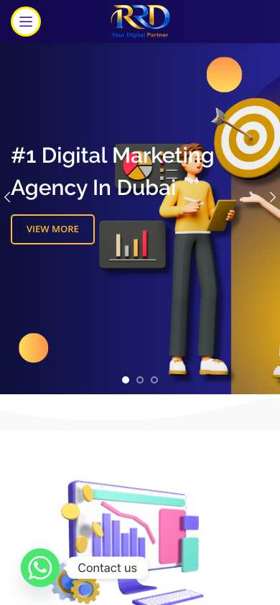 RRD
Your Digital Partner
#1 Digital Marketing
Agency In Dubai
VIEW MORE
Contact us